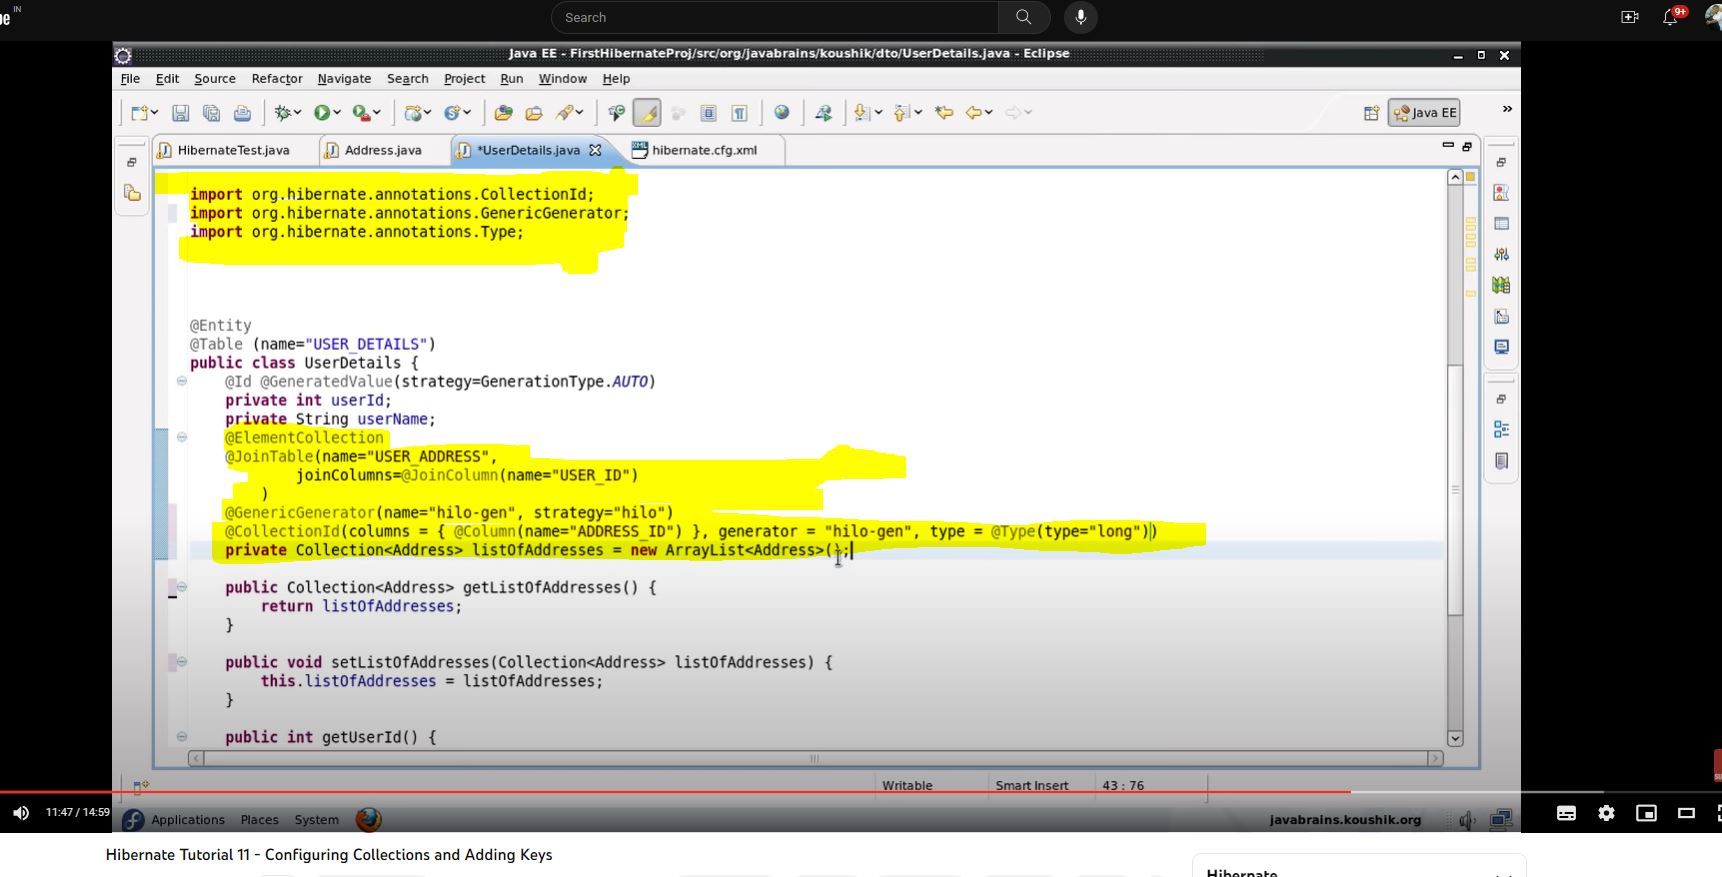 IN
Search
9+
Java EE - FirstHibernateProj/src/org/javabrains/koushik/dto/UserDetails.java - Eclipse
File Edit Source Refactor Navigate Search Project Run Window Help
Java EE
HibernateTest.java Address.java *UserDetails.java hibernate.cfg.xml
import org.hibernate.annotations.CollectionId;
import org.hibernate.annotations.GenericGenerator;
import org.hibernate.annotations.Type;
@Entity
@Table (name="USER_DETAILS")
public class UserDetails {
@Id @GeneratedValue(strategy=GenerationType.AUTO)
private int userId;
private String userName;
@ElementCollection
@JoinTable(name="USER_ADDRESS",
joinColumns=@JoinColumn(name="USER_ID")
)
@GenericGenerator(name="hilo-gen", strategy="hilo")
@CollectionId(columns = { @Column(name="ADDRESS_ID") }, generator = "hilo-gen", type = @Type(type="long"))
private Collection<Address> listOfAddresses = new ArrayList<Address>();
public Collection<Address> getListOfAddresses() {
return listOfAddresses;
}
public void setListOfAddresses(Collection<Address> listOfAddresses) {
this.listOfAddresses = listOfAddresses;
}
public int getUserId() {
Writable Smart Insert 43 : 76
11:47 / 14:59
Applications Places System javabrains.koushik.org
Hibernate Tutorial 11 - Configuring Collections and Adding Keys
Hibernate